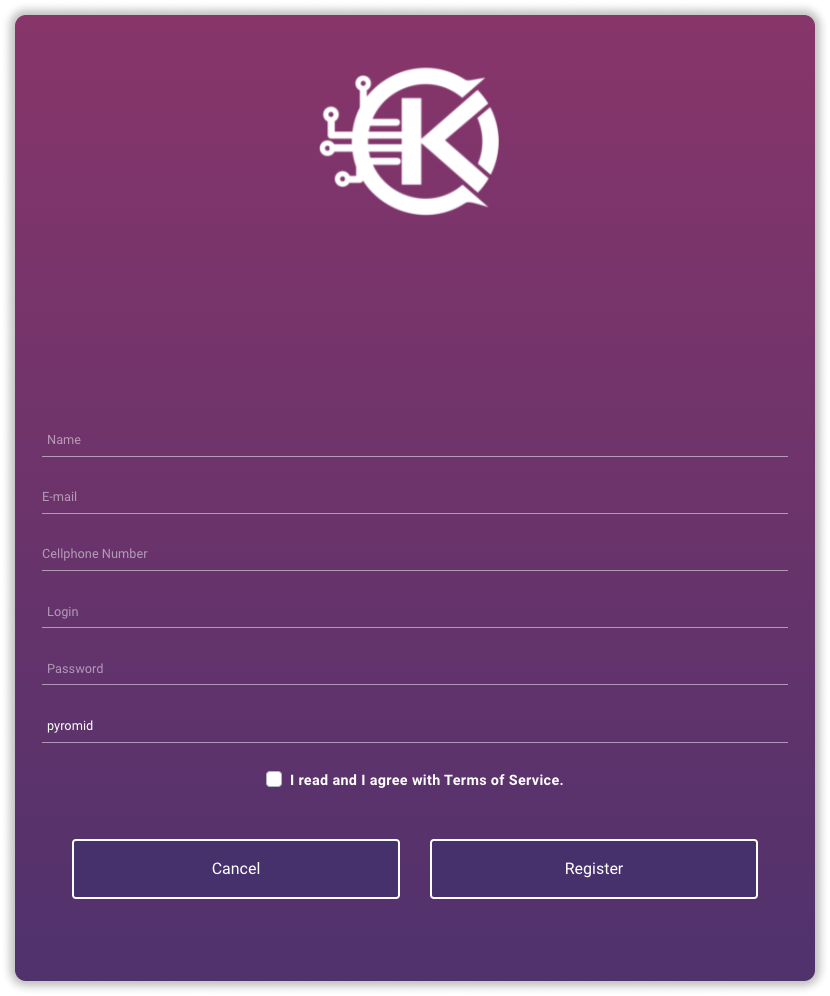 K
Name
E-mail
Cellphone Number
Login
Password
pyromid
I read and I agree with Terms of Service.
Cancel
Register